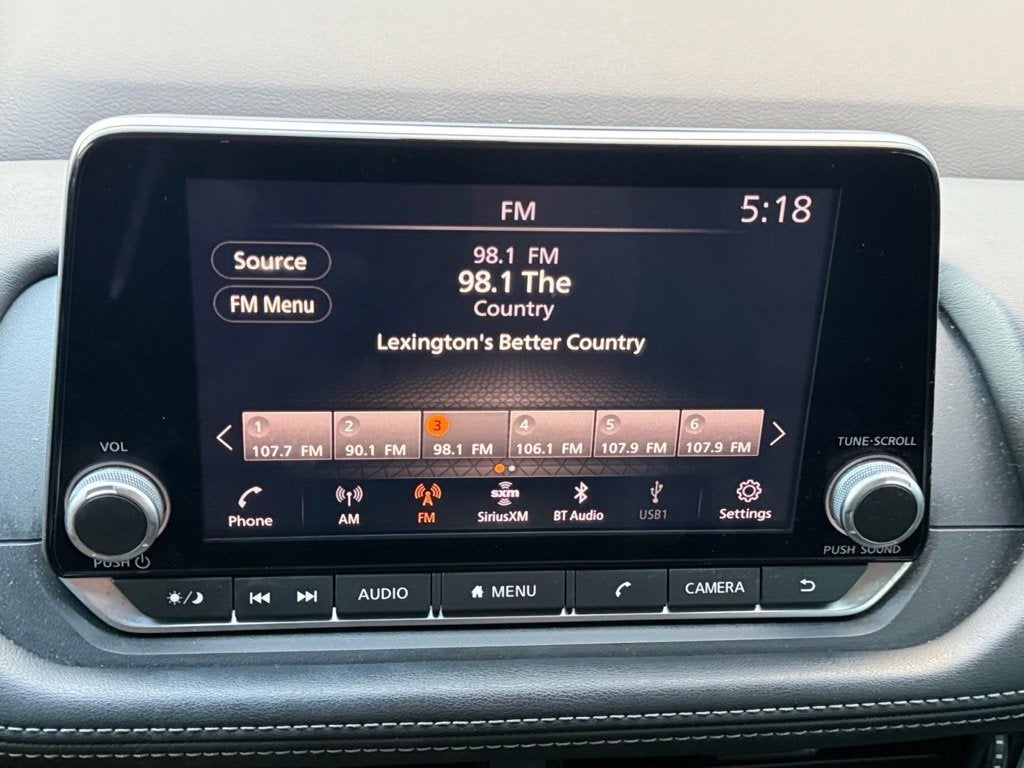 FM
5:18
Source
FM Menu
98.1 FM
98.1 The
Country
Lexington's Better Country
1 2 3 4 5 6
107.7 FM 90.1 FM 98.1 FM 106.1 FM 107.9 FM 107.9 FM
Phone AM FM sxm SiriusXM BT Audio USB1 Settings
VOL
PUSH
TUNE·SCROLL
PUSH SOUND
AUDIO MENU CAMERA